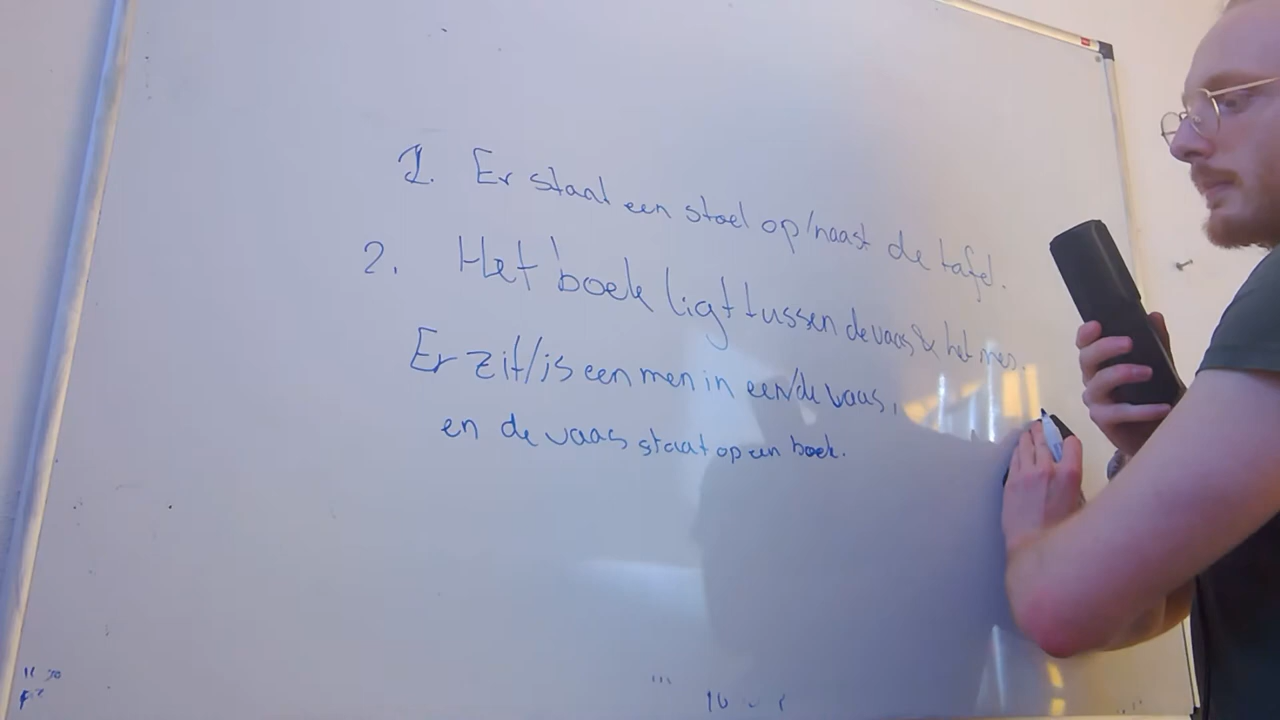 1. Er staat een stoel op/naast de tafel.
2. Het boek ligt tussen de vaas & het mes.
Er zit/is een men in een/de vaas,
en de vaas staat op een boek.